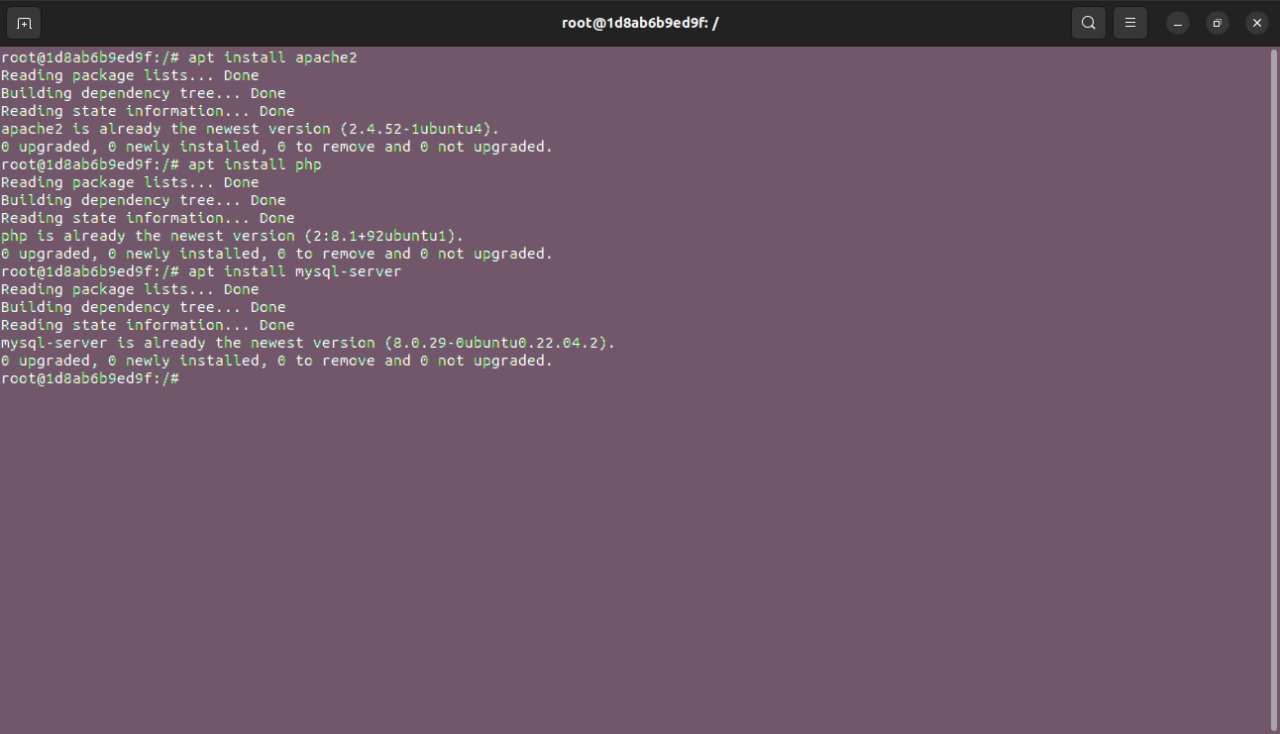 root@1d8ab6b9ed9f: /
root@1d8ab6b9ed9f:/# apt install apache2
Reading package lists... Done
Building dependency tree... Done
Reading state information... Done
apache2 is already the newest version (2.4.52-1ubuntu4).
0 upgraded, 0 newly installed, 0 to remove and 0 not upgraded.
root@1d8ab6b9ed9f:/# apt install php
Reading package lists... Done
Building dependency tree... Done
Reading state information... Done
php is already the newest version (2:8.1+92ubuntu1).
0 upgraded, 0 newly installed, 0 to remove and 0 not upgraded.
root@1d8ab6b9ed9f:/# apt install mysql-server
Reading package lists... Done
Building dependency tree... Done
Reading state information... Done
mysql-server is already the newest version (8.0.29-0ubuntu0.22.04.2).
0 upgraded, 0 newly installed, 0 to remove and 0 not upgraded.
root@1d8ab6b9ed9f:/#